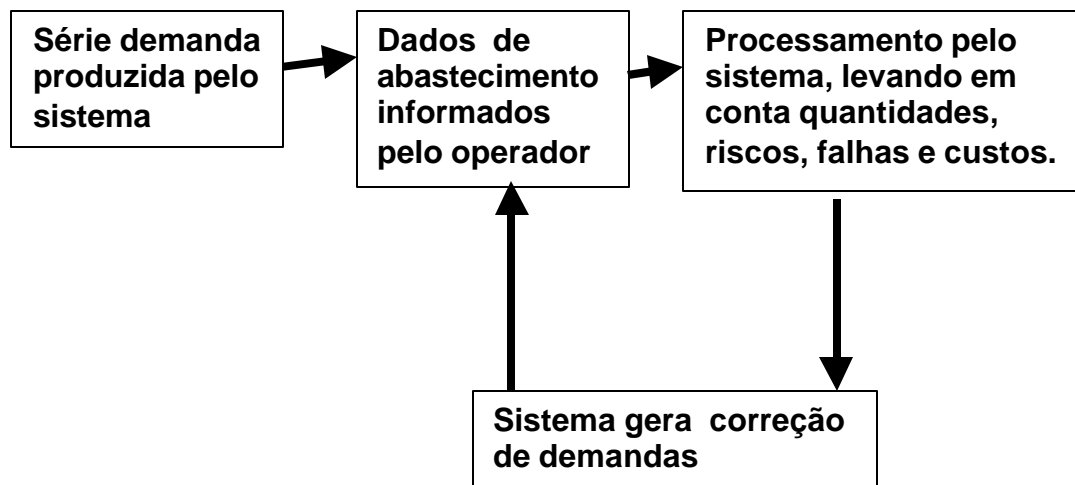 Série demanda
produzida pelo
sistema
Dados de
abastecimento
informados
pelo operador
Processamento pelo
sistema, levando em
conta quantidades,
riscos, falhas e custos.
Sistema gera correção
de demandas